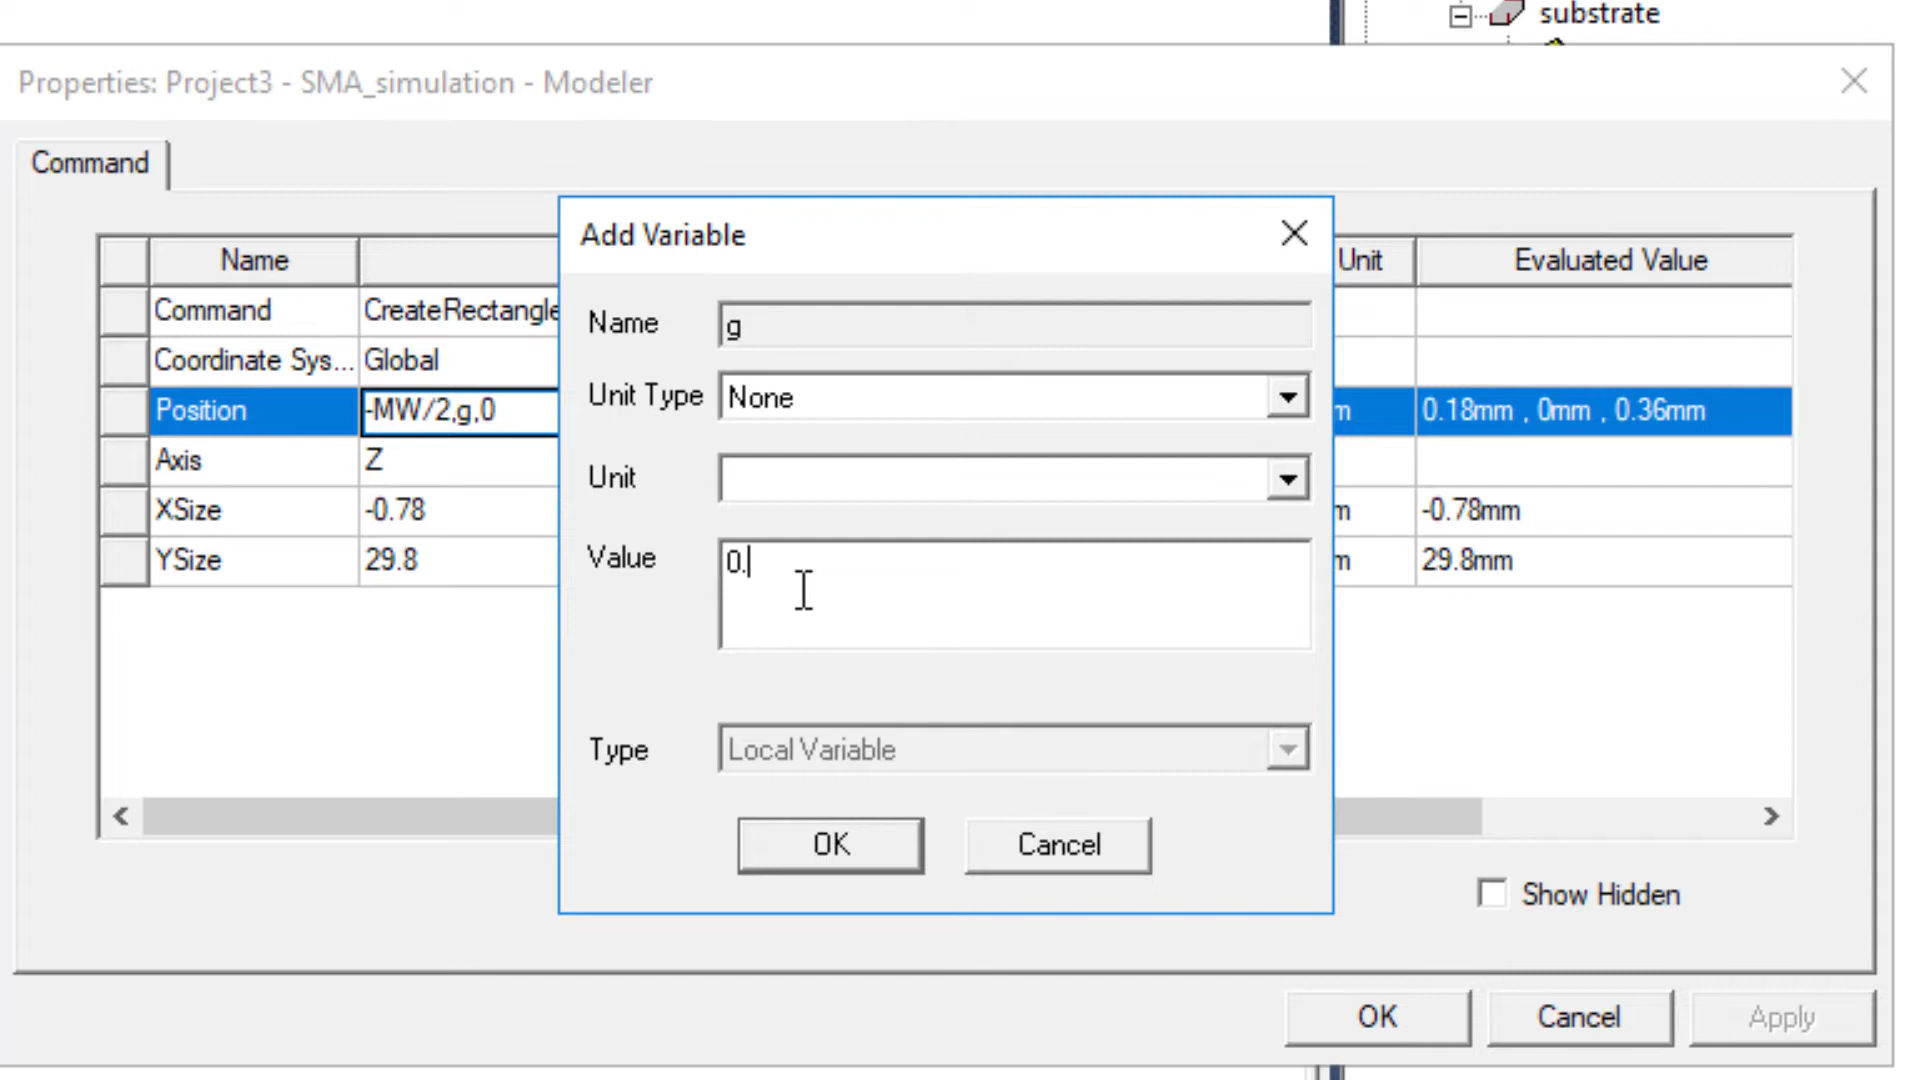 substrate
Properties: Project3 - SMA_simulation - Modeler
Command
Name Unit Evaluated Value
Command CreateRectangle
Coordinate Sys... Global
Position -MW/2,g,0 m 0.18mm , 0mm , 0.36mm
Axis Z
XSize -0.78 m -0.78mm
YSize 29.8 m 29.8mm
Add Variable
Name g
Unit Type None
Unit
Value 0.
Type Local Variable
OK Cancel
Show Hidden
OK Cancel Apply